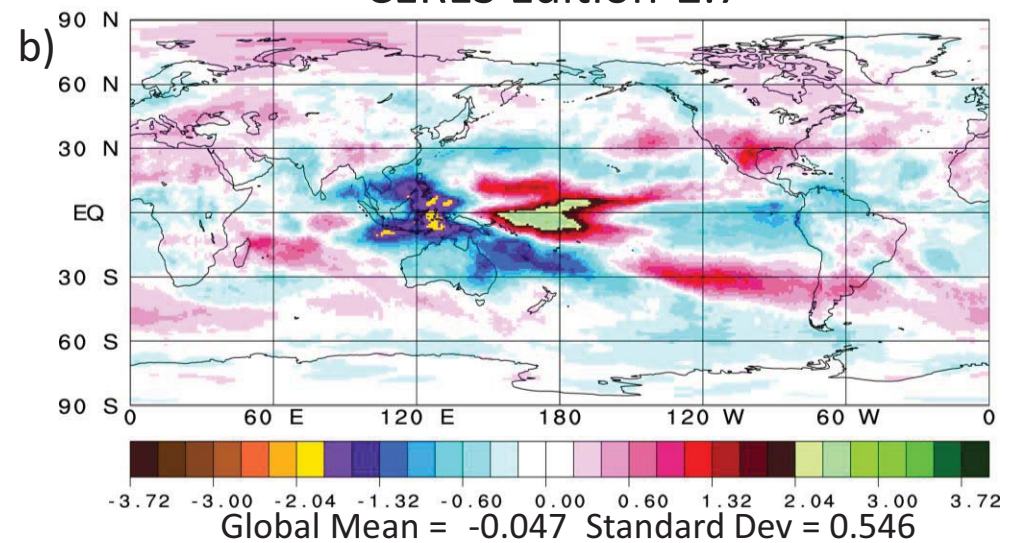 b)
90 N
60 N
30 N
EQ
30 S
60 S
90 S
0 60 E 120 E 180 120 W 60 W 0
-3.72 -3.00 -2.04 -1.32 -0.60 0.00 0.60 1.32 2.04 3.00 3.72
Global Mean = -0.047 Standard Dev = 0.546